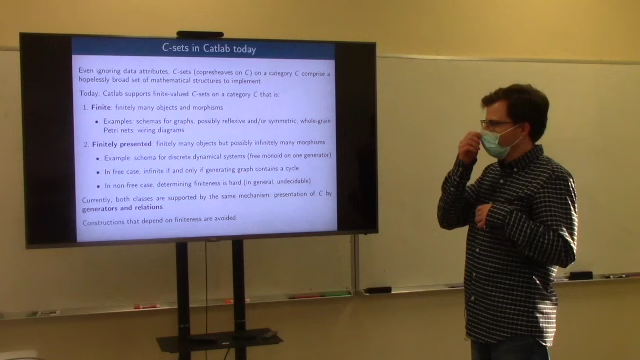 C-sets in Catlab today
Even ignoring data attributes, C-sets (copresheaves on C) on a category C comprise a
hopelessly broad set of mathematical structures to implement.
Today, Catlab supports finite-valued C-sets on a category C that is:
1. Finite: finitely many objects and morphisms
• Examples: schemas for graphs, possibly reflexive and/or symmetric, whole-grain
Petri nets; wiring diagrams
2. Finitely presented: finitely many objects but possibly infinitely many morphisms
• Example: schema for discrete dynamical systems (free monoid on one generator)
• In free case: infinite if and only if generating graph contains a cycle
• In non-free case, determining finiteness is hard (in general, undecidable)
Currently, both classes are supported by the same mechanism: presentation of C by
generators and relations.
Constructions that depend on finiteness are avoided.